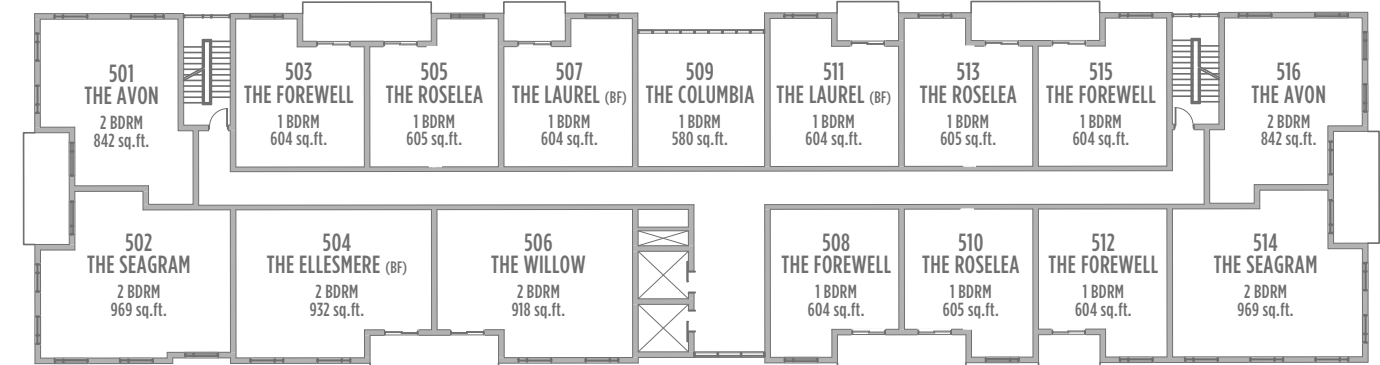 501
THE AVON
2 BDRM
842 sq.ft.
503
THE FOREWELL
1 BDRM
604 sq.ft.
505
THE ROSELEA
1 BDRM
605 sq.ft.
507
THE LAUREL (BF)
1 BDRM
604 sq.ft.
509
THE COLUMBIA
1 BDRM
580 sq.ft.
511
THE LAUREL (BF)
1 BDRM
604 sq.ft.
513
THE ROSELEA
1 BDRM
605 sq.ft.
515
THE FOREWELL
1 BDRM
604 sq.ft.
516
THE AVON
2 BDRM
842 sq.ft.
502
THE SEAGRAM
2 BDRM
969 sq.ft.
504
THE ELLESMERE (BF)
2 BDRM
932 sq.ft.
506
THE WILLOW
2 BDRM
918 sq.ft.
508
THE FOREWELL
1 BDRM
604 sq.ft.
510
THE ROSELEA
1 BDRM
605 sq.ft.
512
THE FOREWELL
1 BDRM
604 sq.ft.
514
THE SEAGRAM
2 BDRM
969 sq.ft.